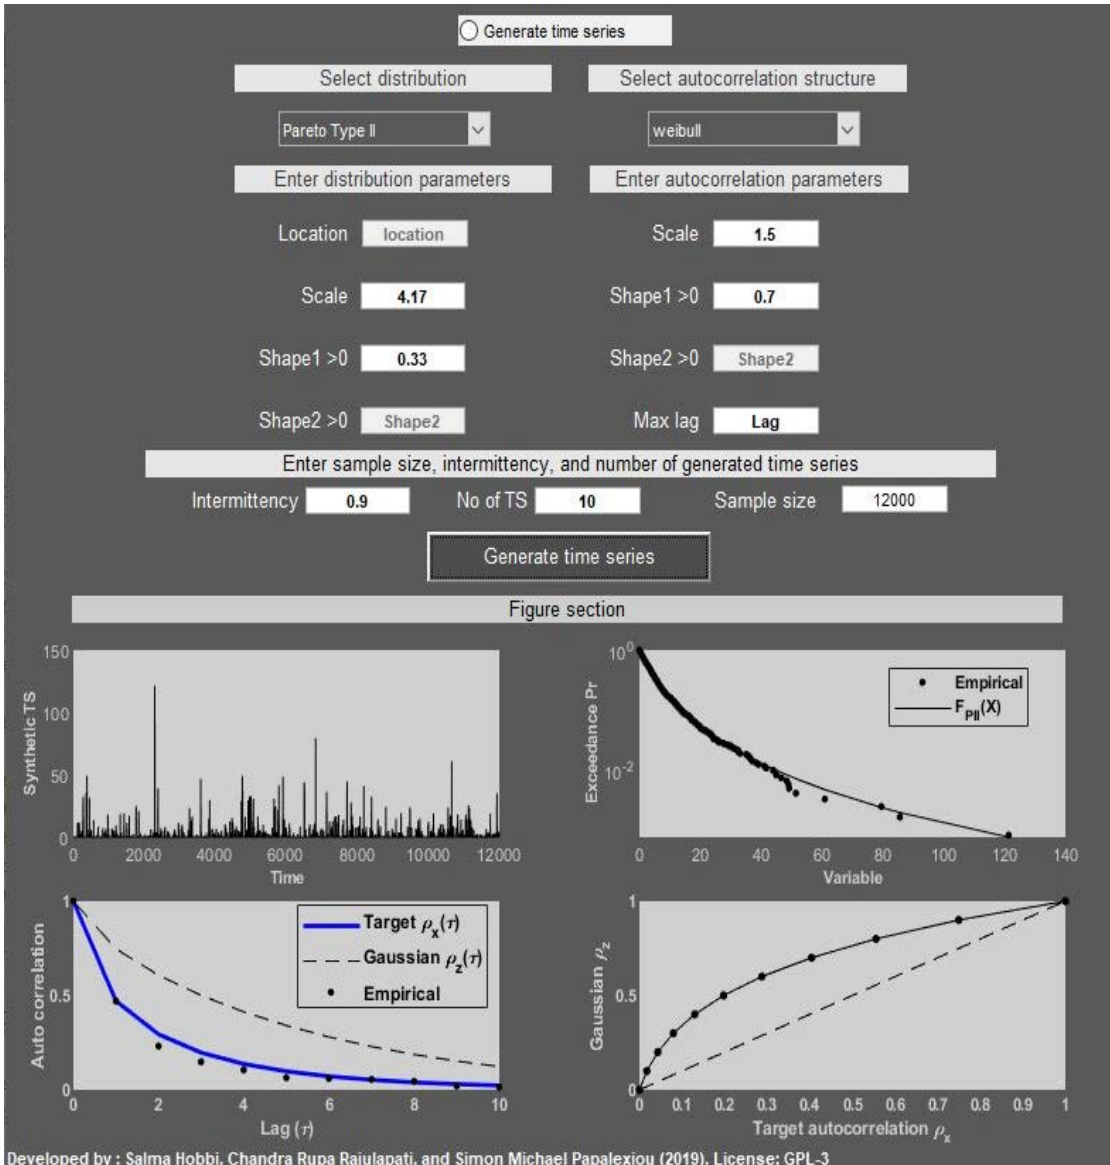 Generate time series
Select distribution
Select autocorrelation structure
Pareto Type II
weibull
Enter distribution parameters
Enter autocorrelation parameters
Location location
Scale 1.5
Scale 4.17
Shape1 >0 0.7
Shape1 >0 0.33
Shape2 >0 Shape2
Shape2 >0 Shape2
Max lag Lag
Enter sample size, intermittency, and number of generated time series
Intermittency 0.9 No of TS 10 Sample size 12000
Generate time series
Figure section
Synthetic TS
150
100
50
0
0 2000 4000 6000 8000 10000 12000
Time
Exceedance Pr
10^0
10^-2
Empirical
F_PII(X)
0 20 40 60 80 100 120 140
Variable
Auto correlation
1
0.5
0
Target ρ_x(τ)
Gaussian ρ_z(τ)
Empirical
0 2 4 6 8 10
Lag (τ)
Gaussian ρ_z
1
0.5
0
0 0.1 0.2 0.3 0.4 0.5 0.6 0.7 0.8 0.9 1
Target autocorrelation ρ_x
Developed by : Salma Hobbi, Chandra Rupa Rajulapati, and Simon Michael Papalexiou (2019), License: GPL-3